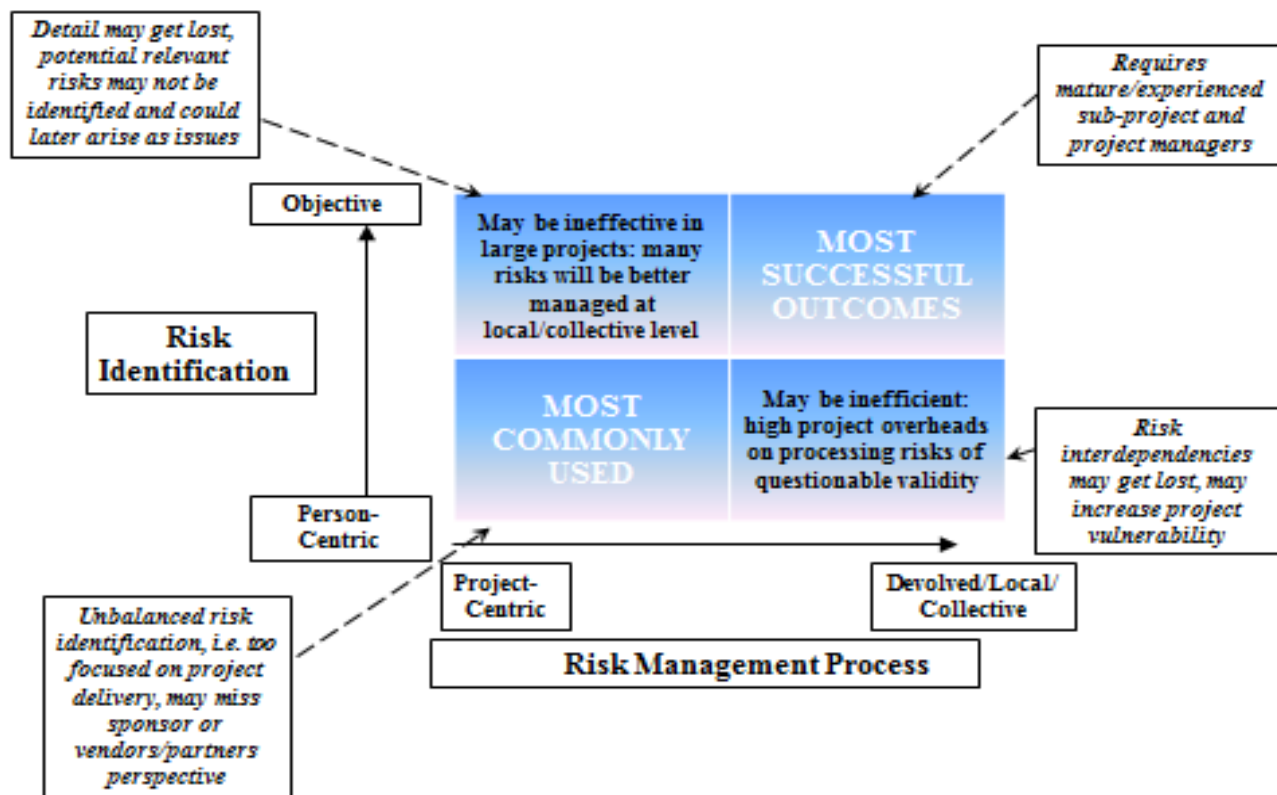 Detail may get lost,
potential relevant
risks may not be
identified and could
later arise as issues
Requires
mature/experienced
sub-project and
project managers
Objective
May be ineffective in
large projects: many
risks will be better
managed at
local/collective level
MOST
SUCCESSFUL
OUTCOMES
Risk
Identification
MOST
COMMONLY
USED
May be inefficient:
high project overheads
on processing risks of
questionable validity
Risk
interdependencies
may get lost, may
increase project
vulnerability
Person-
Centric
Project-
Centric
Devolved/Local/
Collective
Unbalanced risk
identification, i.e. too
focused on project
delivery, may miss
sponsor or
vendors/partners
perspective
Risk Management Process